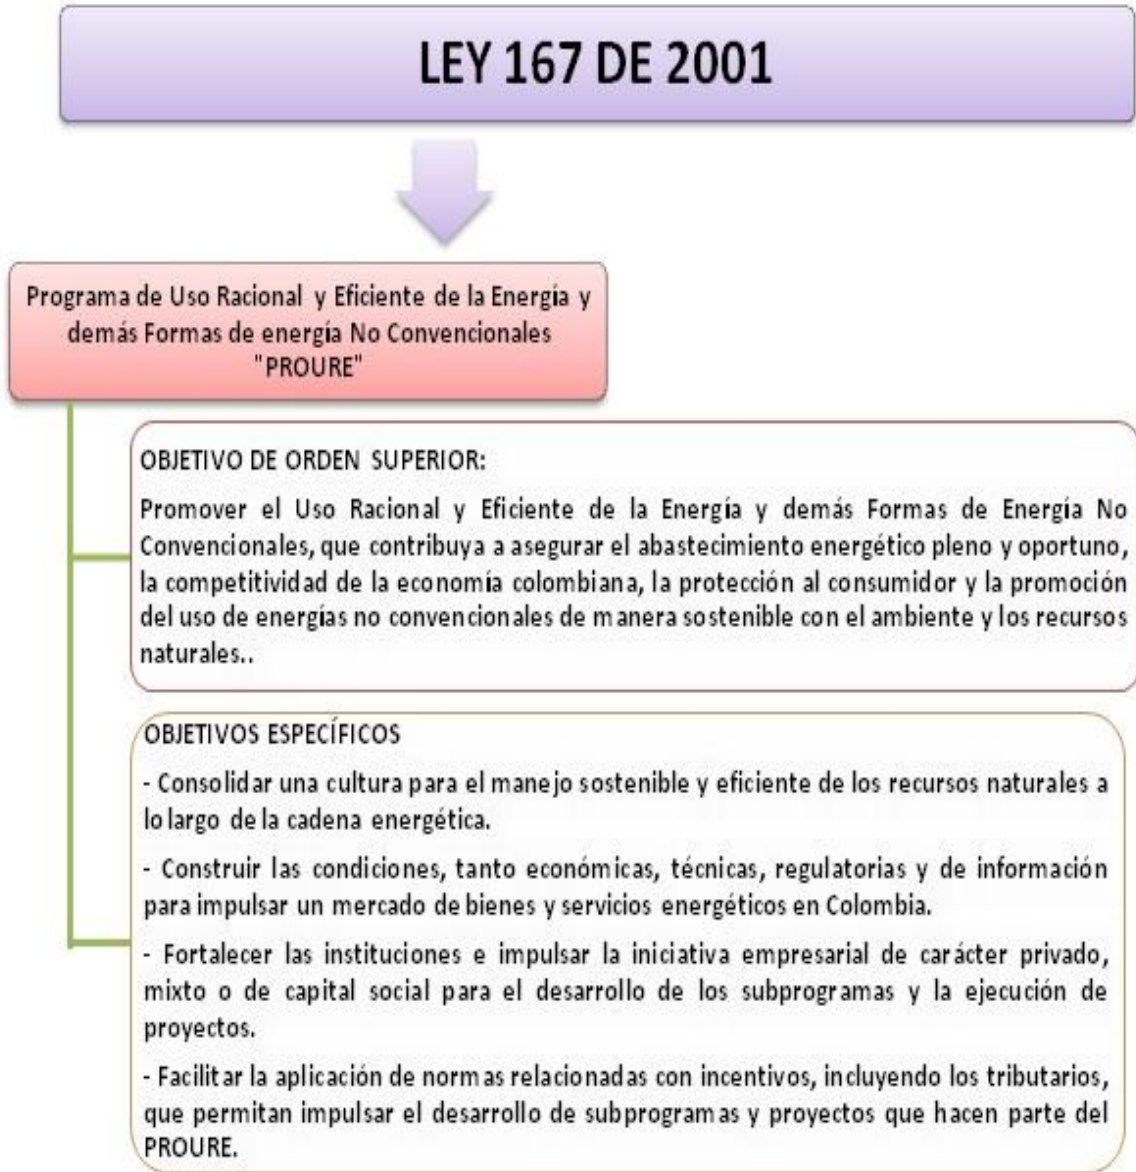 LEY 167 DE 2001
Programa de Uso Racional y Eficiente de la Energía y
demás Formas de energía No Convencionales
"PROURE"
OBJETIVO DE ORDEN SUPERIOR:
Promover el Uso Racional y Eficiente de la Energía y demás Formas de Energía No
Convencionales, que contribuya a asegurar el abastecimiento energético pleno y oportuno,
la competitividad de la economía colombiana, la protección al consumidor y la promoción
del uso de energías no convencionales de manera sostenible con el ambiente y los recursos
naturales..
OBJETIVOS ESPECÍFICOS
- Consolidar una cultura para el manejo sostenible y eficiente de los recursos naturales a
lo largo de la cadena energética.
- Construir las condiciones, tanto económicas, técnicas, regulatorias y de información
para impulsar un mercado de bienes y servicios energéticos en Colombia.
- Fortalecer las instituciones e impulsar la iniciativa empresarial de carácter privado,
mixto o de capital social para el desarrollo de los subprogramas y la ejecución de
proyectos.
- Facilitar la aplicación de normas relacionadas con incentivos, incluyendo los tributarios,
que permitan impulsar el desarrollo de subprogramas y proyectos que hacen parte del
PROURE.